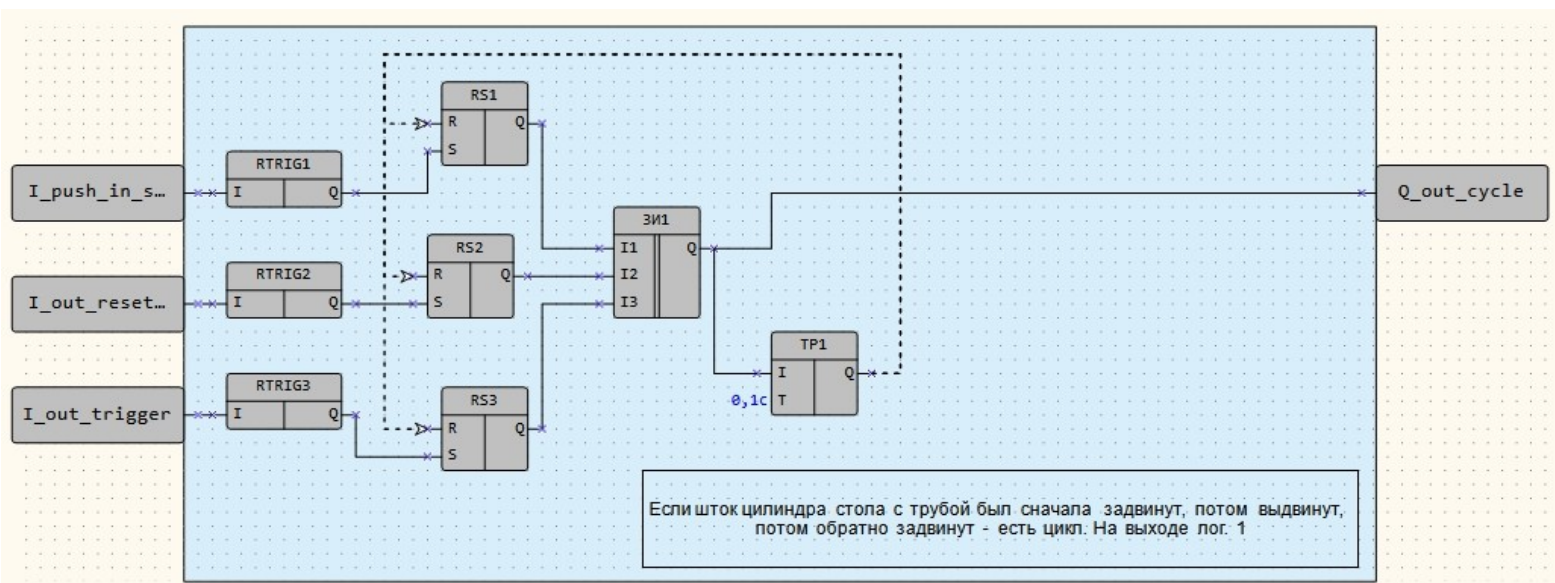 RS1
R Q
S
RTRIG1
I_push_in_s…
I Q
Q_out_cycle
3И1
RS2
I1 Q
RTRIG2
R Q
I2
I_out_reset…
I Q
S
I3
TP1
RTRIG3
I Q
RS3
0,1с T
I_out_trigger
I Q
R Q
S
Если шток цилиндра стола с трубой был сначала задвинут, потом выдвинут,
потом обратно задвинут - есть цикл. На выходе лог. 1